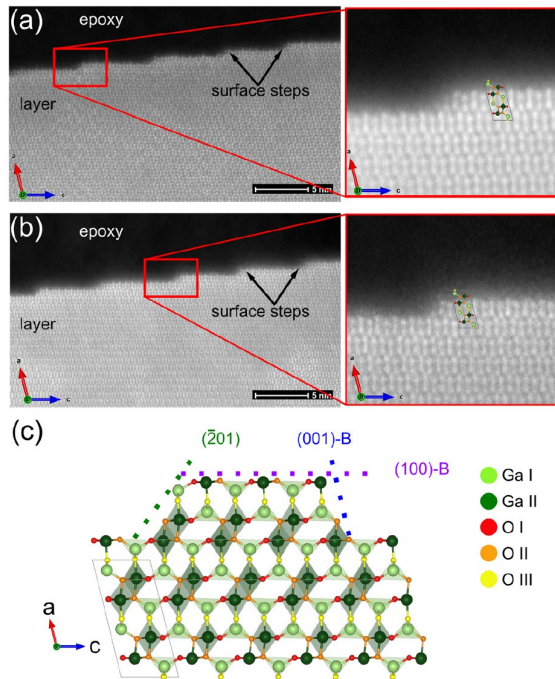 (a)
epoxy
layer
surface steps
a
c
5 nm
a
c
(b)
epoxy
layer
surface steps
a
c
5 nm
a
c
(c)
(2̄01)
(001)-B
(100)-B
Ga I
Ga II
O I
O II
O III
a
c